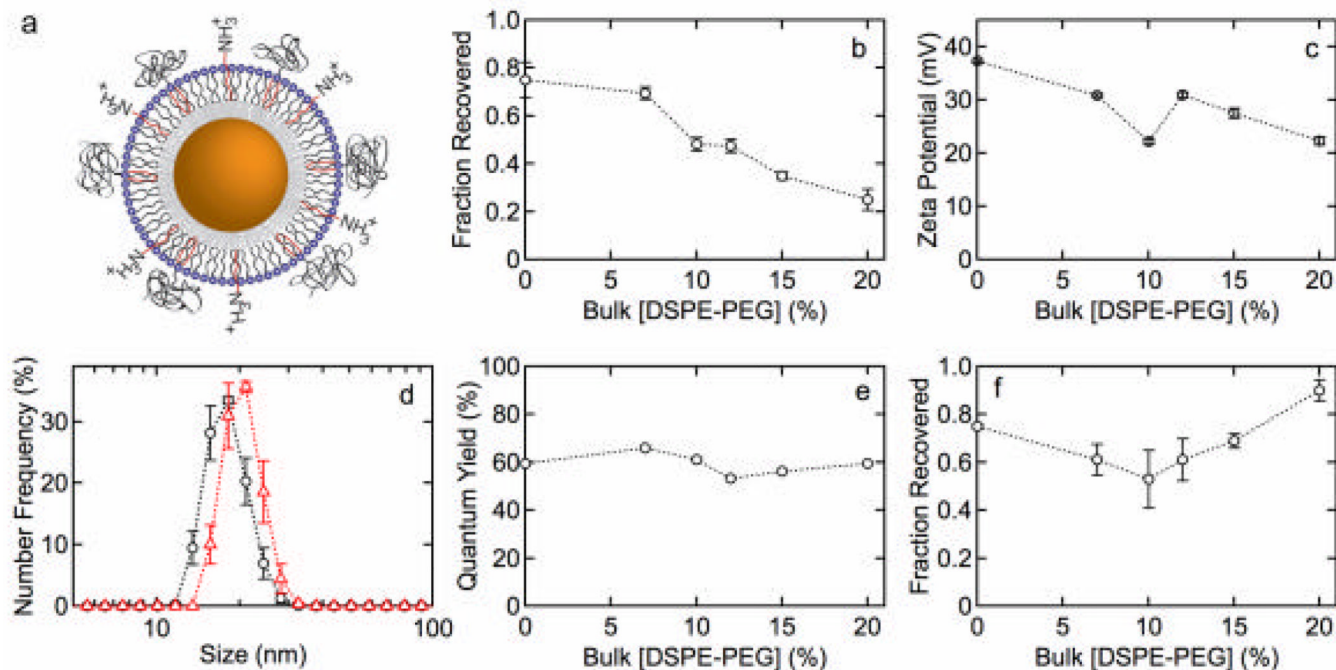 a
NH3+
NH3+
NH3+
NH3+
+H3N
+H3N
b
Fraction Recovered
1.0
0.8
0.6
0.4
0.2
0
0
5
10
15
20
Bulk [DSPE-PEG] (%)
c
Zeta Potential (mV)
40
30
20
10
0
0
5
10
15
20
Bulk [DSPE-PEG] (%)
d
Number Frequency (%)
30
20
10
0
10
100
Size (nm)
e
Quantum Yield (%)
100
80
60
40
20
0
0
5
10
15
20
Bulk [DSPE-PEG] (%)
f
Fraction Recovered
1.0
0.8
0.6
0.4
0.2
0
0
5
10
15
20
Bulk [DSPE-PEG] (%)